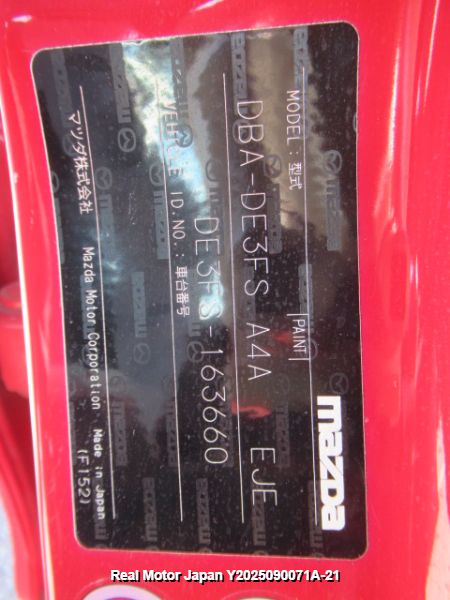 mazda
MODEL : 型式 PAINT
DBA-DE3FS A4A EJE
VEHICLE ID.NO.: 車台番号
DE3FS-163660
マツダ株式会社 Mazda Motor Corporation Made in Japan
(F152)
Real Motor Japan Y2025090071A-21